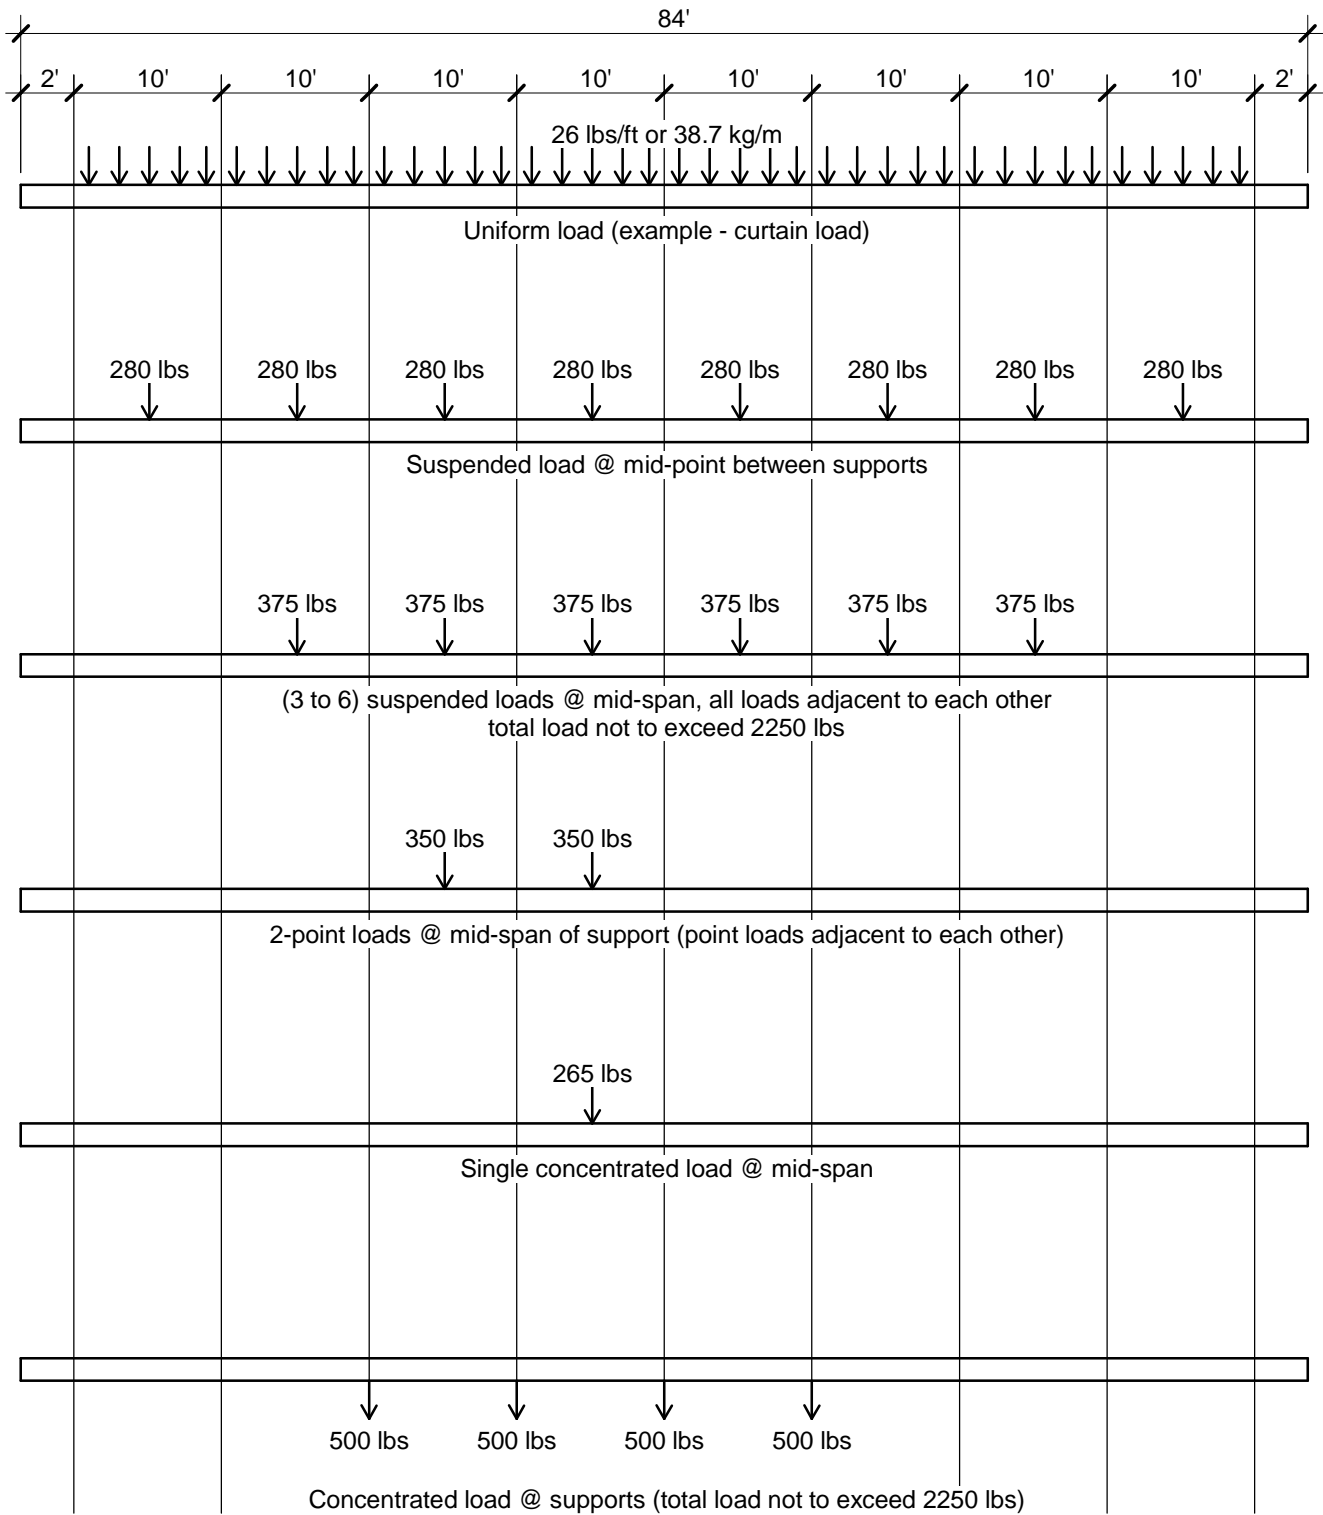 84'
2' 10' 10' 10' 10' 10' 10' 10' 10' 2'
26 lbs/ft or 38.7 kg/m
Uniform load (example - curtain load)
280 lbs 280 lbs 280 lbs 280 lbs 280 lbs 280 lbs 280 lbs 280 lbs
Suspended load @ mid-point between supports
375 lbs 375 lbs 375 lbs 375 lbs 375 lbs 375 lbs
(3 to 6) suspended loads @ mid-span, all loads adjacent to each other
total load not to exceed 2250 lbs
350 lbs 350 lbs
2-point loads @ mid-span of support (point loads adjacent to each other)
265 lbs
Single concentrated load @ mid-span
500 lbs 500 lbs 500 lbs 500 lbs
Concentrated load @ supports (total load not to exceed 2250 lbs)